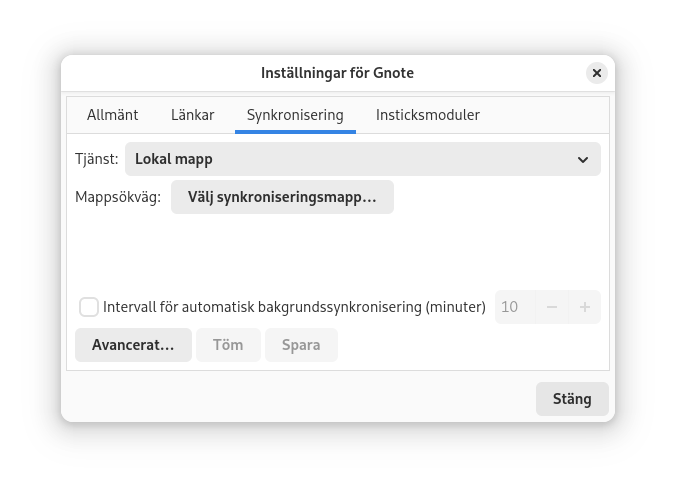 Inställningar för Gnote
Allmänt Länkar Synkronisering Insticksmoduler
Tjänst: Lokal mapp
Mappsökväg: Välj synkroniseringsmapp...
Intervall för automatisk bakgrundssynkronisering (minuter) 10
Avancerat... Töm Spara
Stäng